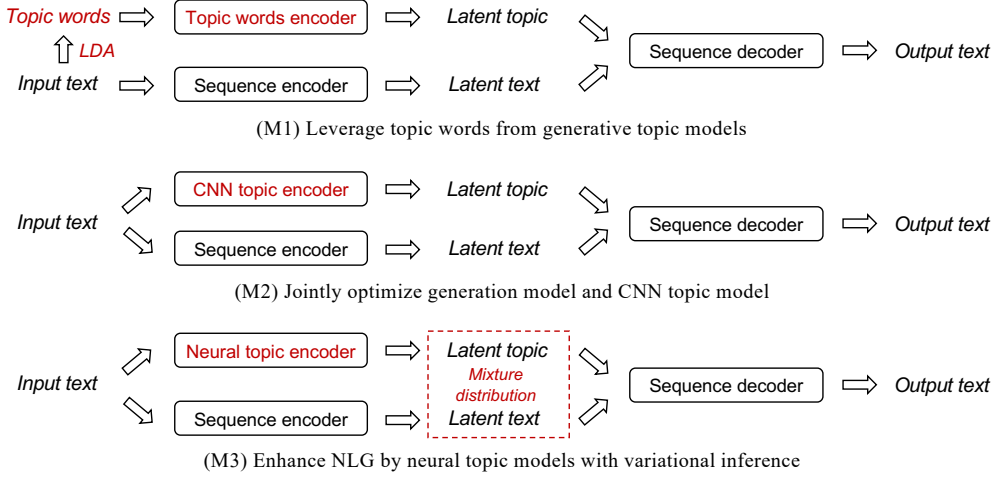 Topic words Topic words encoder Latent topic
LDA
Sequence decoder Output text
Input text Sequence encoder Latent text
(M1) Leverage topic words from generative topic models
CNN topic encoder Latent topic
Input text Sequence decoder Output text
Sequence encoder Latent text
(M2) Jointly optimize generation model and CNN topic model
Neural topic encoder Latent topic
Input text Mixture Sequence decoder Output text
distribution
Sequence encoder Latent text
(M3) Enhance NLG by neural topic models with variational inference